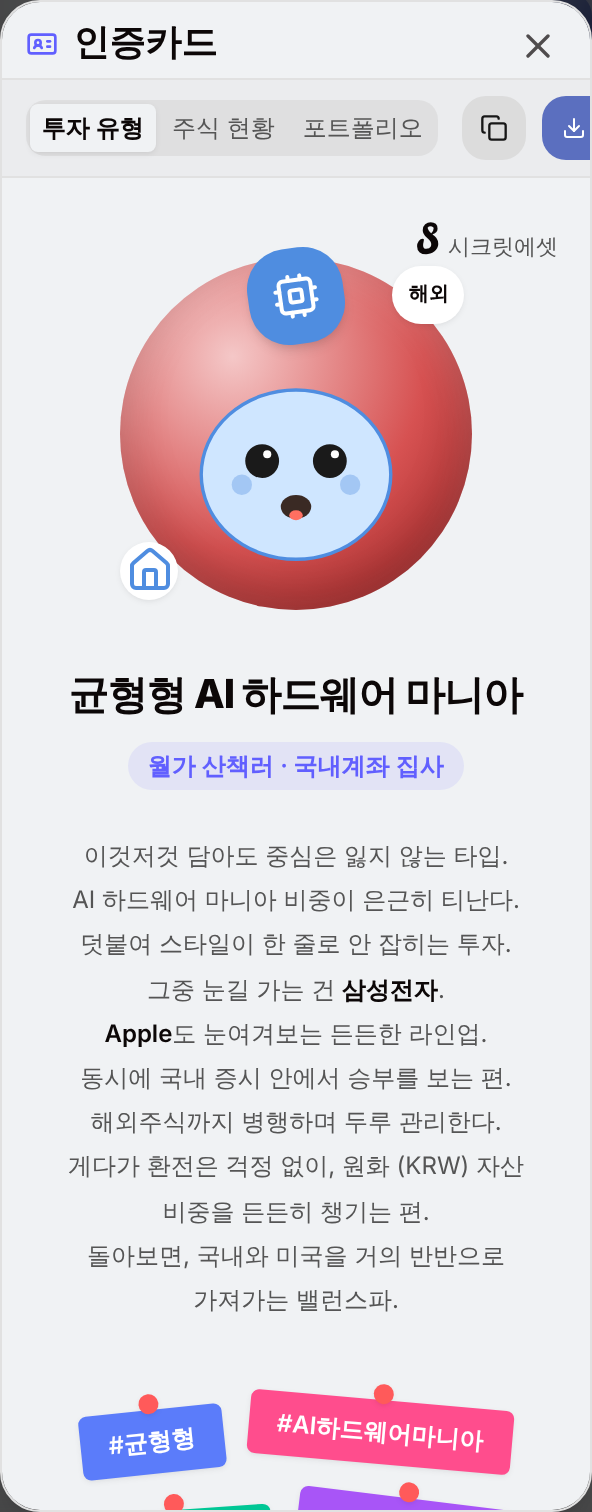 인증카드
투자 유형
주식 현황
포트폴리오
S 시크릿에셋
해외
균형형 AI 하드웨어 마니아
월가 산책러 · 국내계좌 집사
이것저것 담아도 중심은 잃지 않는 타입.
AI 하드웨어 마니아 비중이 은근히 티난다.
덧붙여 스타일이 한 줄로 안 잡히는 투자.
그중 눈길 가는 건 삼성전자.
Apple도 눈여겨보는 든든한 라인업.
동시에 국내 증시 안에서 승부를 보는 편.
해외주식까지 병행하며 두루 관리한다.
게다가 환전은 걱정 없이, 원화 (KRW) 자산
비중을 든든히 챙기는 편.
돌아보면, 국내와 미국을 거의 반반으로
가져가는 밸런스파.
#균형형
#AI하드웨어마니아